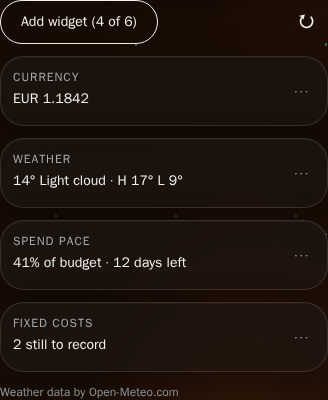 Add widget (4 of 6)
CURRENCY
EUR 1.1842
...
WEATHER
14° Light cloud · H 17° L 9°
...
SPEND PACE
41% of budget · 12 days left
...
FIXED COSTS
2 still to record
...
Weather data by Open-Meteo.com